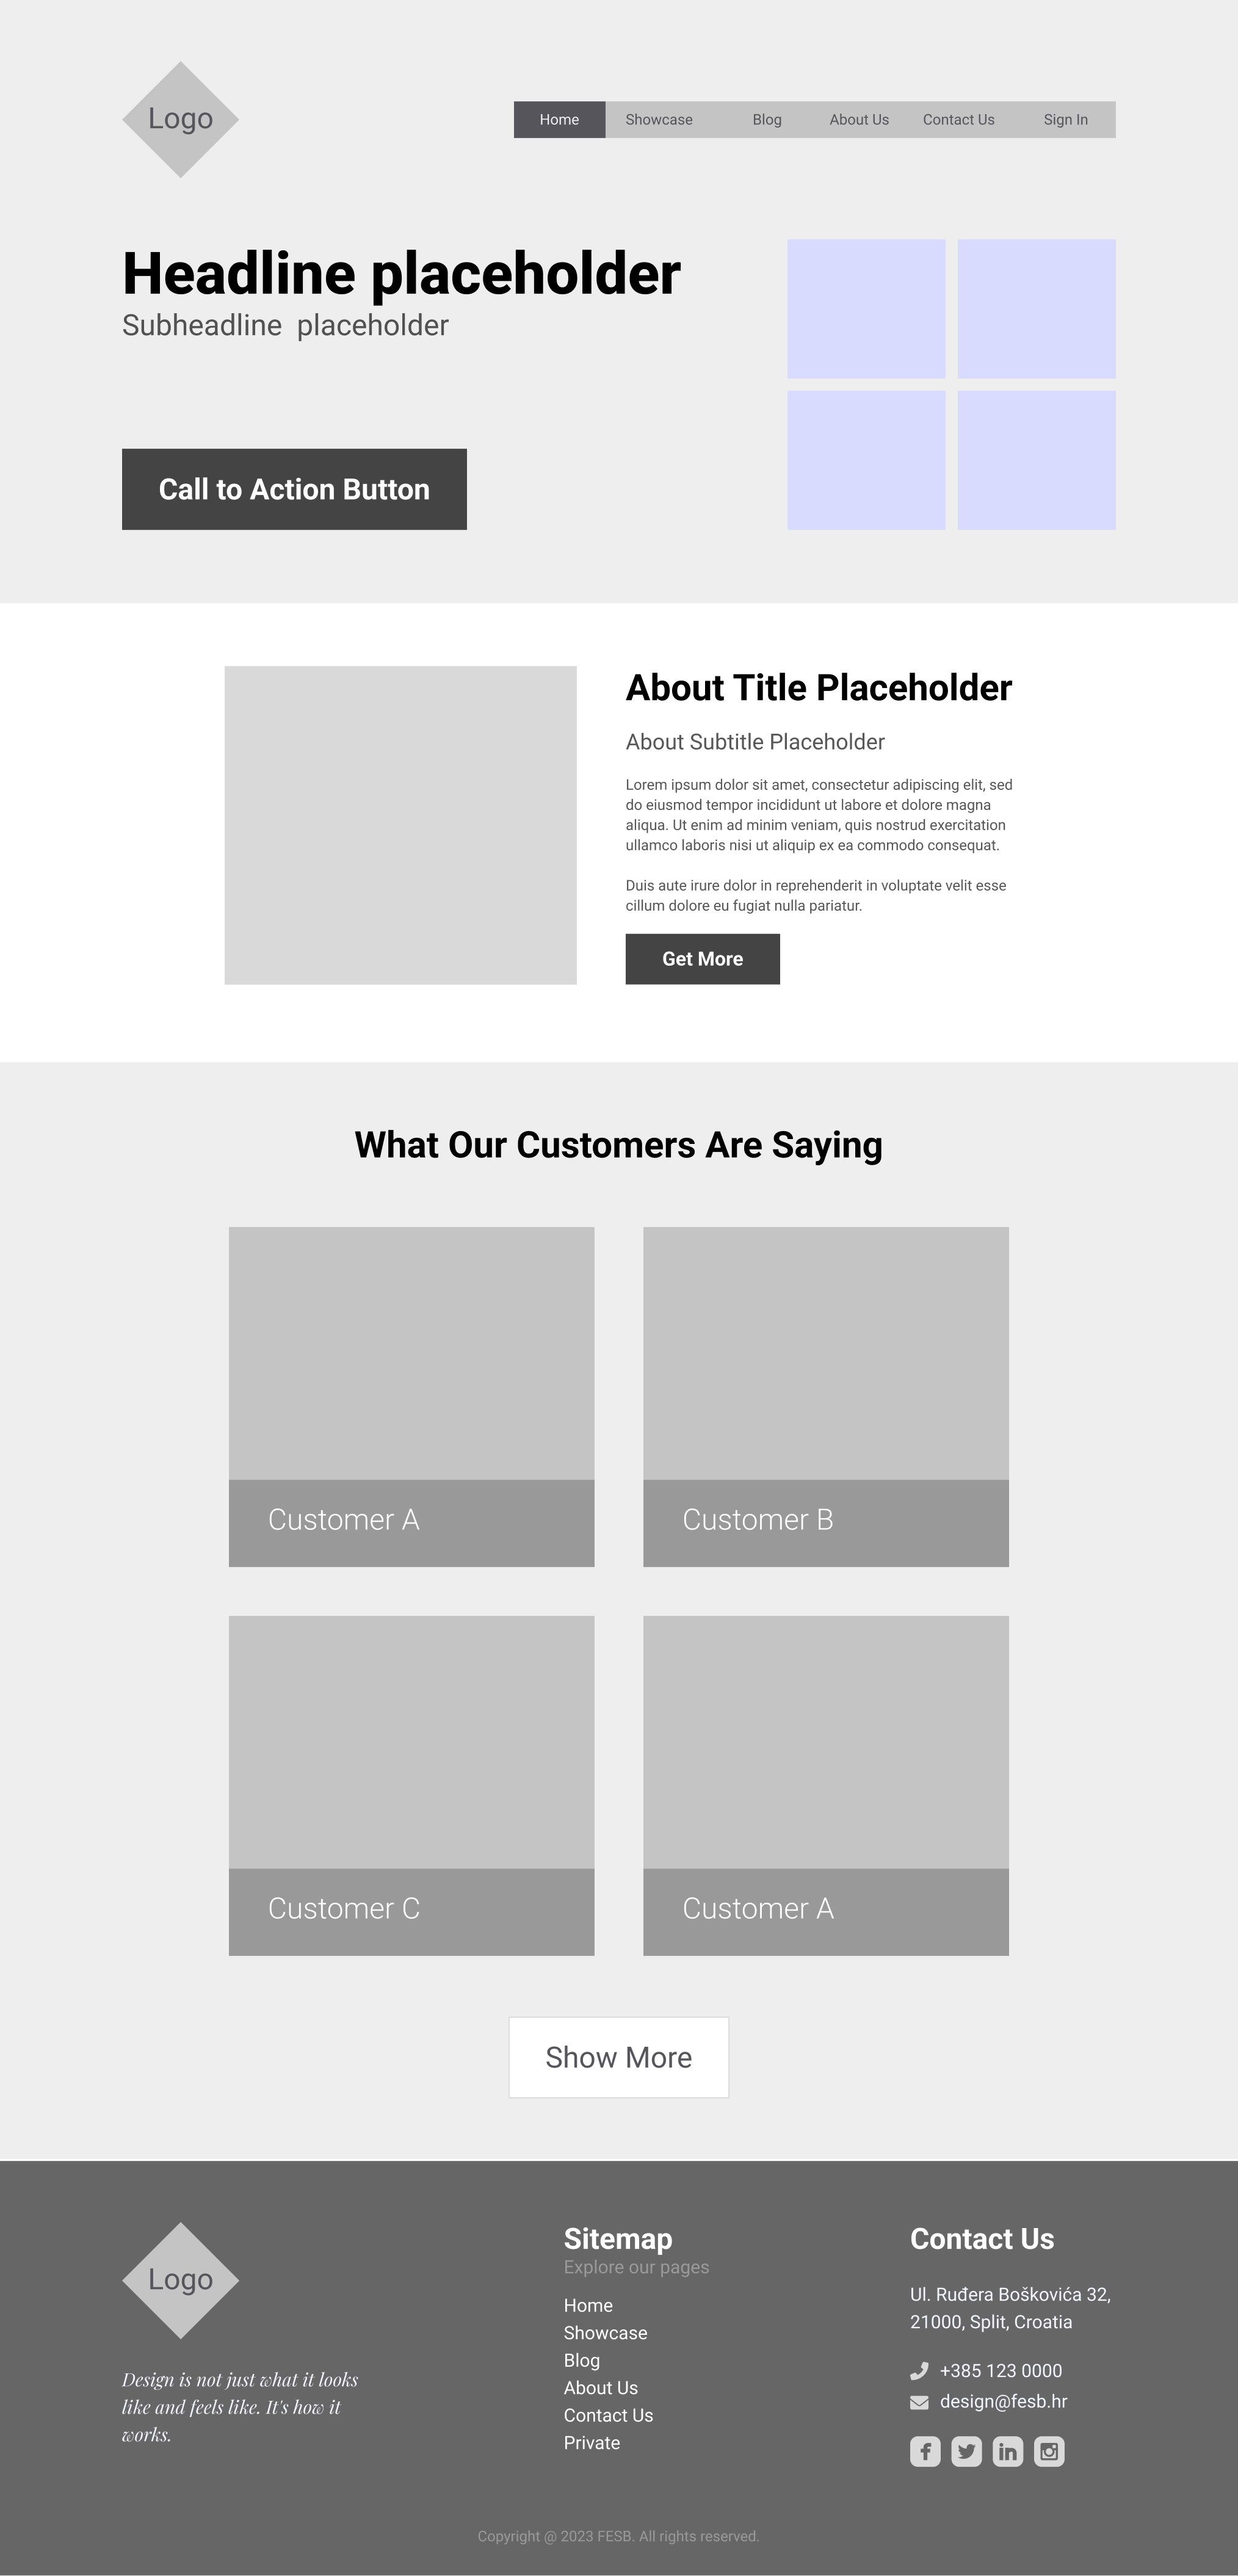 Logo
Home Showcase Blog About Us Contact Us Sign In
Headline placeholder
Subheadline placeholder
Call to Action Button
About Title Placeholder
About Subtitle Placeholder
Lorem ipsum dolor sit amet, consectetur adipiscing elit, sed
do eiusmod tempor incididunt ut labore et dolore magna
aliqua. Ut enim ad minim veniam, quis nostrud exercitation
ullamco laboris nisi ut aliquip ex ea commodo consequat.
Duis aute irure dolor in reprehenderit in voluptate velit esse
cillum dolore eu fugiat nulla pariatur.
Get More
What Our Customers Are Saying
Customer A
Customer B
Customer C
Customer A
Show More
Logo
Design is not just what it looks
like and feels like. It's how it
works.
Sitemap
Explore our pages
Home
Showcase
Blog
About Us
Contact Us
Private
Contact Us
Ul. Ruđera Boškovića 32,
21000, Split, Croatia
+385 123 0000
design@fesb.hr
Copyright @ 2023 FESB. All rights reserved.